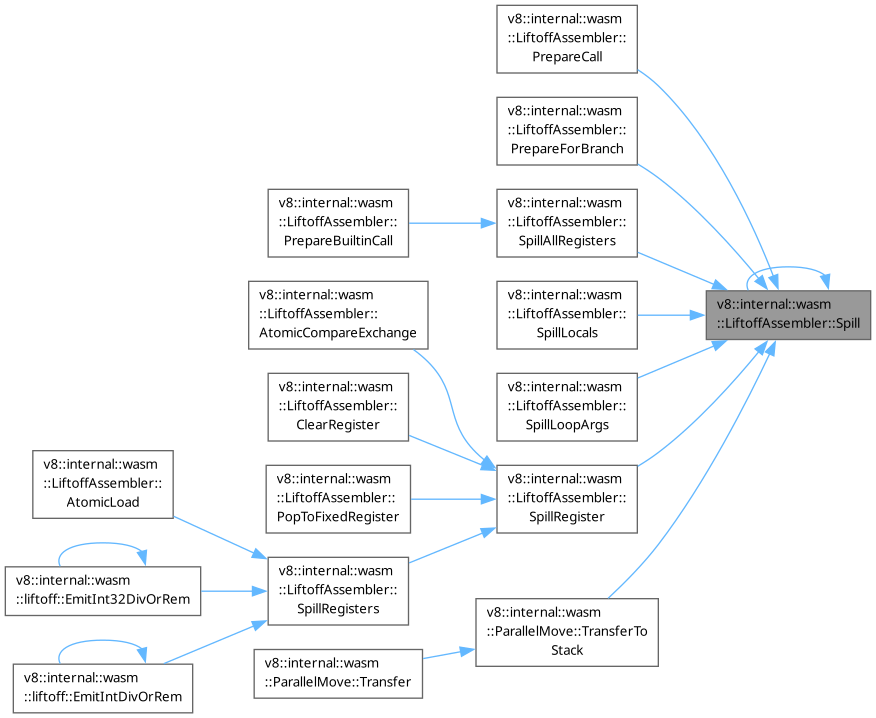 v8::internal::wasm
::LiftoffAssembler::
PrepareCall
v8::internal::wasm
::LiftoffAssembler::
PrepareForBranch
v8::internal::wasm
::LiftoffAssembler::
PrepareBuiltinCall
v8::internal::wasm
::LiftoffAssembler::
SpillAllRegisters
v8::internal::wasm
::LiftoffAssembler::
AtomicCompareExchange
v8::internal::wasm
::LiftoffAssembler::
SpillLocals
v8::internal::wasm
::LiftoffAssembler::Spill
v8::internal::wasm
::LiftoffAssembler::
ClearRegister
v8::internal::wasm
::LiftoffAssembler::
SpillLoopArgs
v8::internal::wasm
::LiftoffAssembler::
AtomicLoad
v8::internal::wasm
::LiftoffAssembler::
PopToFixedRegister
v8::internal::wasm
::LiftoffAssembler::
SpillRegister
v8::internal::wasm
::liftoff::EmitInt32DivOrRem
v8::internal::wasm
::LiftoffAssembler::
SpillRegisters
v8::internal::wasm
::ParallelMove::TransferTo
Stack
v8::internal::wasm
::liftoff::EmitIntDivOrRem
v8::internal::wasm
::ParallelMove::Transfer